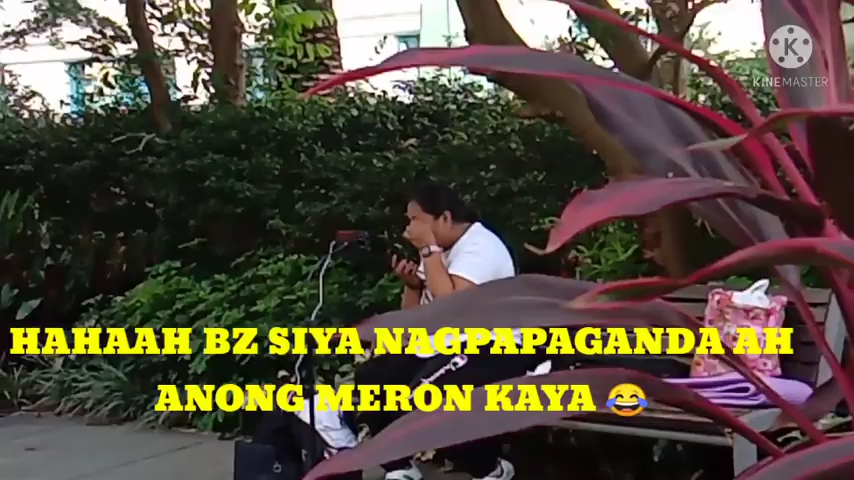 KINEMASTER
HAHAAH BZ SIYA NAGPAPAGANDA AH
ANONG MERON KAYA 😂